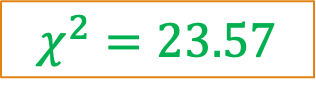 χ² = 23.57